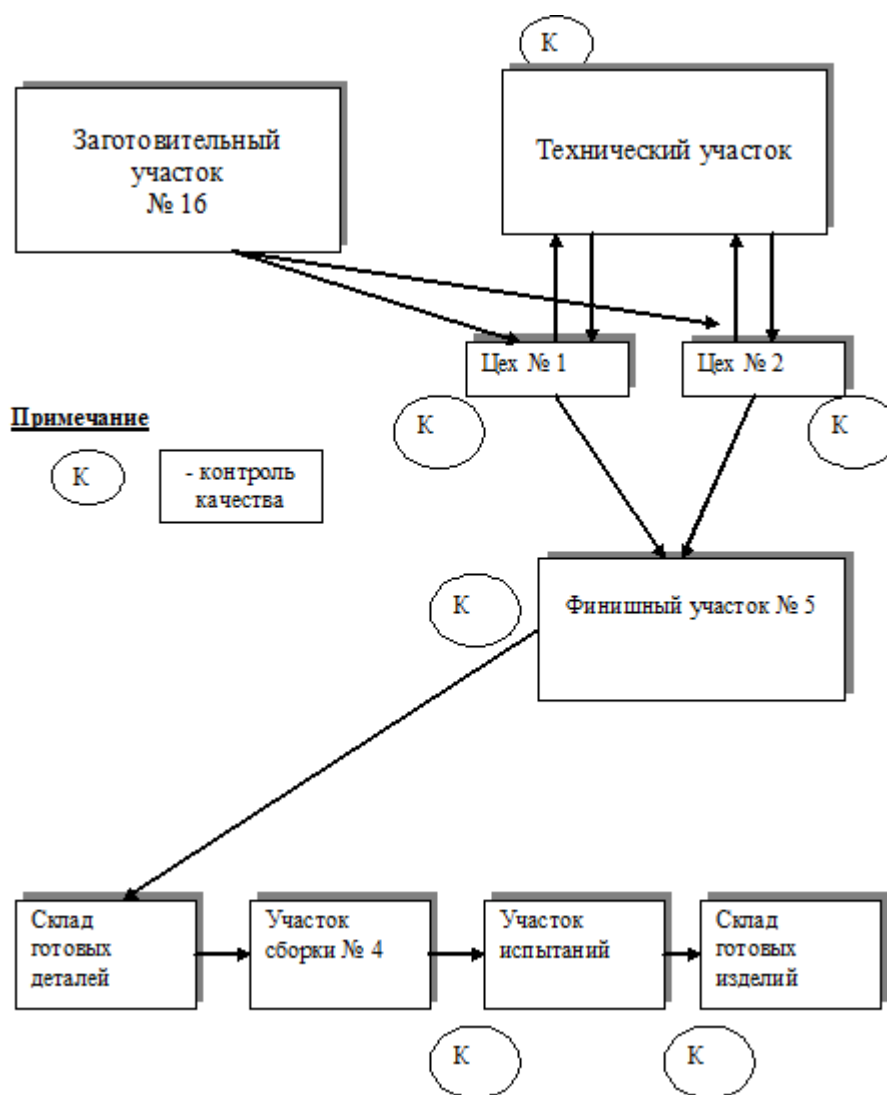 К
Заготовительный
участок
№ 16
Технический участок
Цех № 1
Цех № 2
К
К
Примечание
К
- контроль
качества
К
Финишный участок № 5
Склад
готовых
деталей
Участок
сборки № 4
Участок
испытаний
Склад
готовых
изделий
К
К